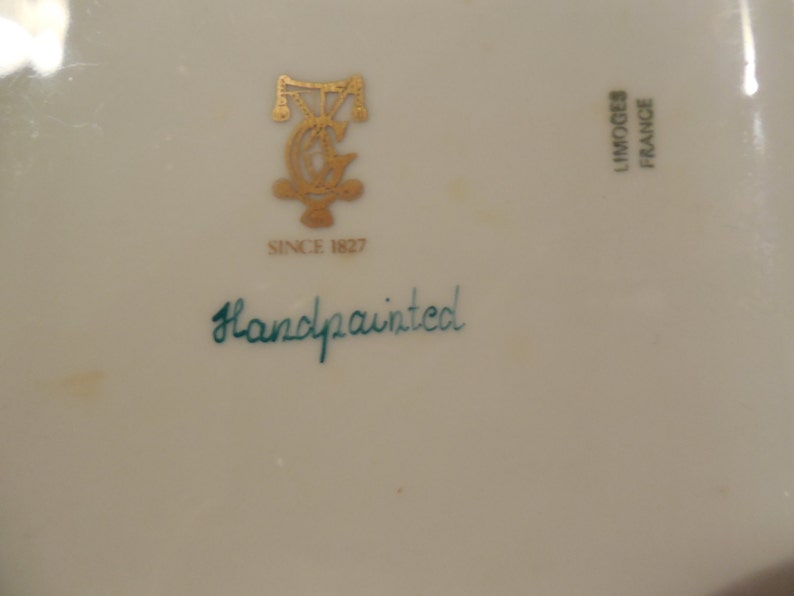 SINCE 1827
Handpainted
LIMOGES
FRANCE